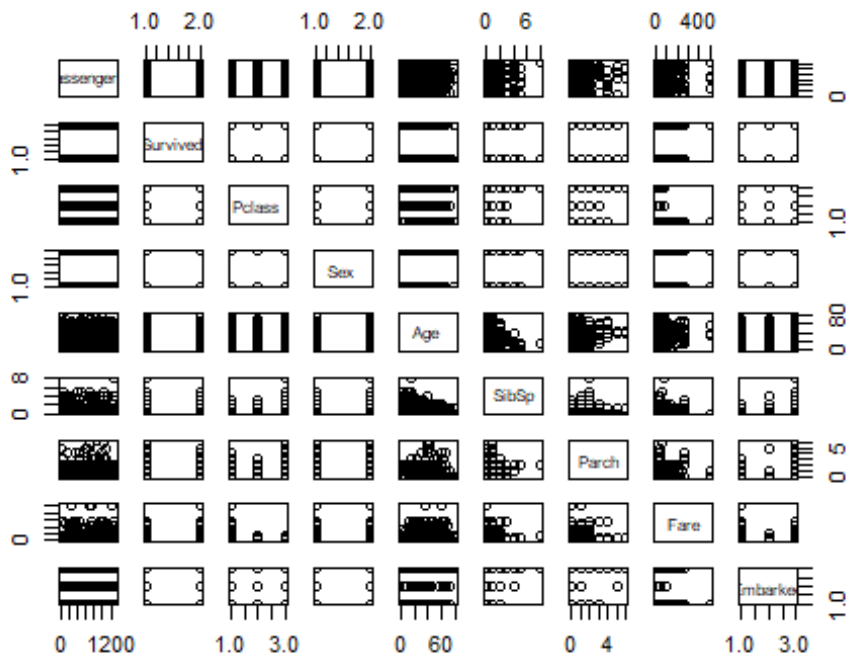 1.0 2.0 1.0 2.0 0 6 0 400
assenger 0
1.0 Survived
Pclass 1.0
1.0 Sex
Age 0 80
0 8 SibSp
Parch 0 5
0 Fare
Embarked 1.0
0 1200 1.0 3.0 0 60 0 4 1.0 3.0